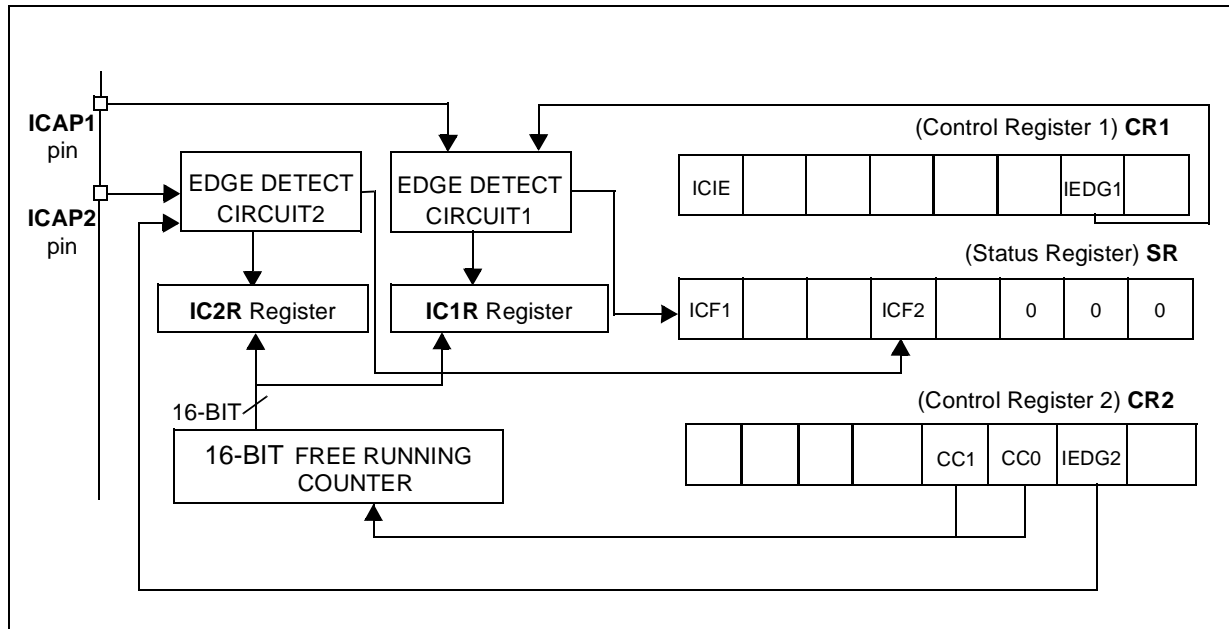 ICAP1
pin
ICAP2
pin
EDGE DETECT
CIRCUIT2
EDGE DETECT
CIRCUIT1
IC2R Register
IC1R Register
16-BIT
16-BIT FREE RUNNING
COUNTER
(Control Register 1) CR1
ICIE
IEDG1
(Status Register) SR
ICF1
ICF2
0
0
0
(Control Register 2) CR2
CC1
CC0
IEDG2